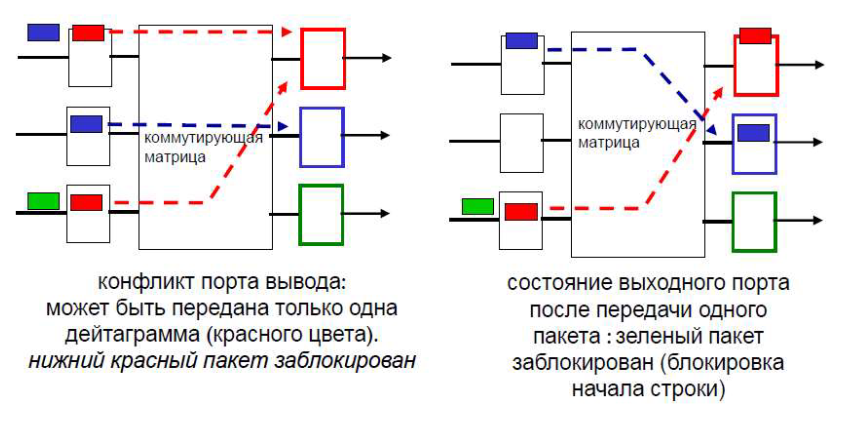 коммутирующая
матрица
конфликт порта вывода:
может быть передана только одна
дейтаграмма (красного цвета).
нижний красный пакет заблокирован
коммутирующая
матрица
состояние выходного порта
после передачи одного
пакета : зеленый пакет
заблокирован (блокировка
начала строки)